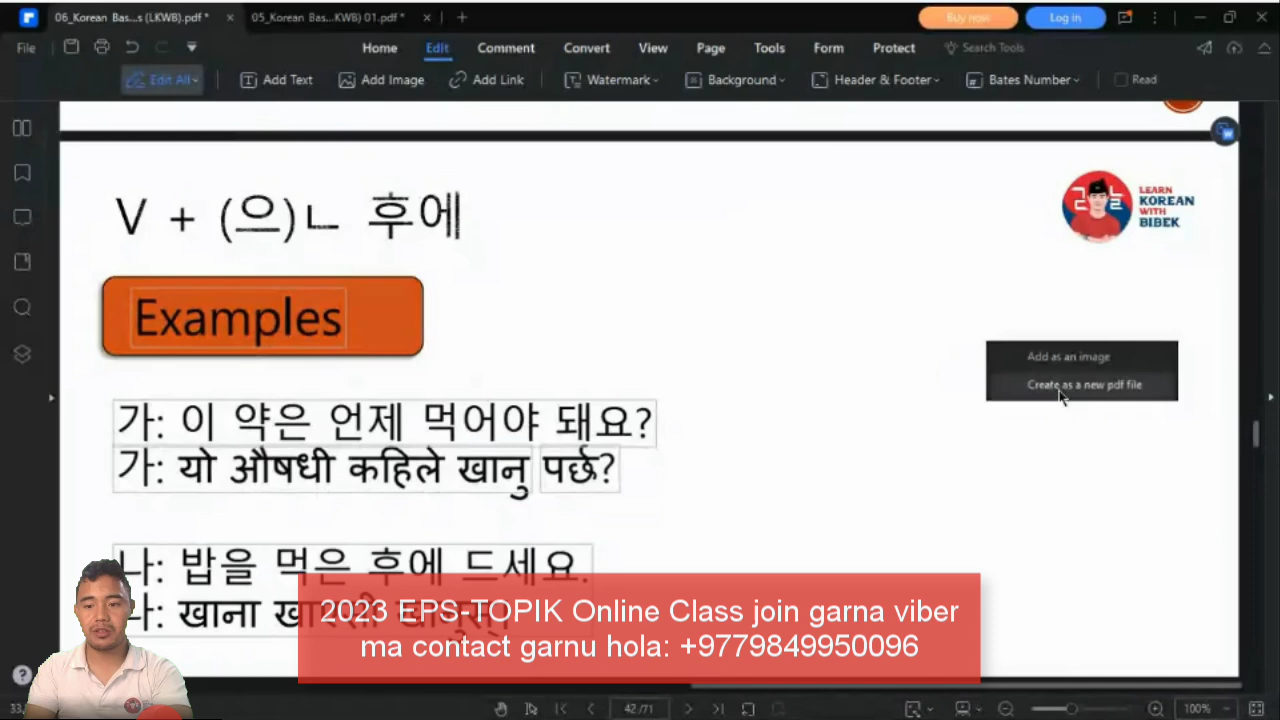 06_Korean Bas...s (LKWB).pdf *
05_Korean Bas...KWB) 01.pdf *
Buy now
Log in
File
Home
Edit
Comment
Convert
View
Page
Tools
Form
Protect
Search Tools
Edit All
Add Text
Add Image
Add Link
Watermark
Background
Header & Footer
Bates Number
Read
V + (으)ㄴ 후에
LEARN
KOREAN
WITH
BIBEK
Examples
Add as an image
Create as a new pdf file
가: 이 약은 언제 먹어야 돼요?
가: यो औषधी कहिले खानु पर्छ?
나: 밥을 먹은 후에 드세요.
나: खाना
2023 EPS-TOPIK Online Class join garna viber
ma contact garnu hola: +9779849950096
42/71
100%